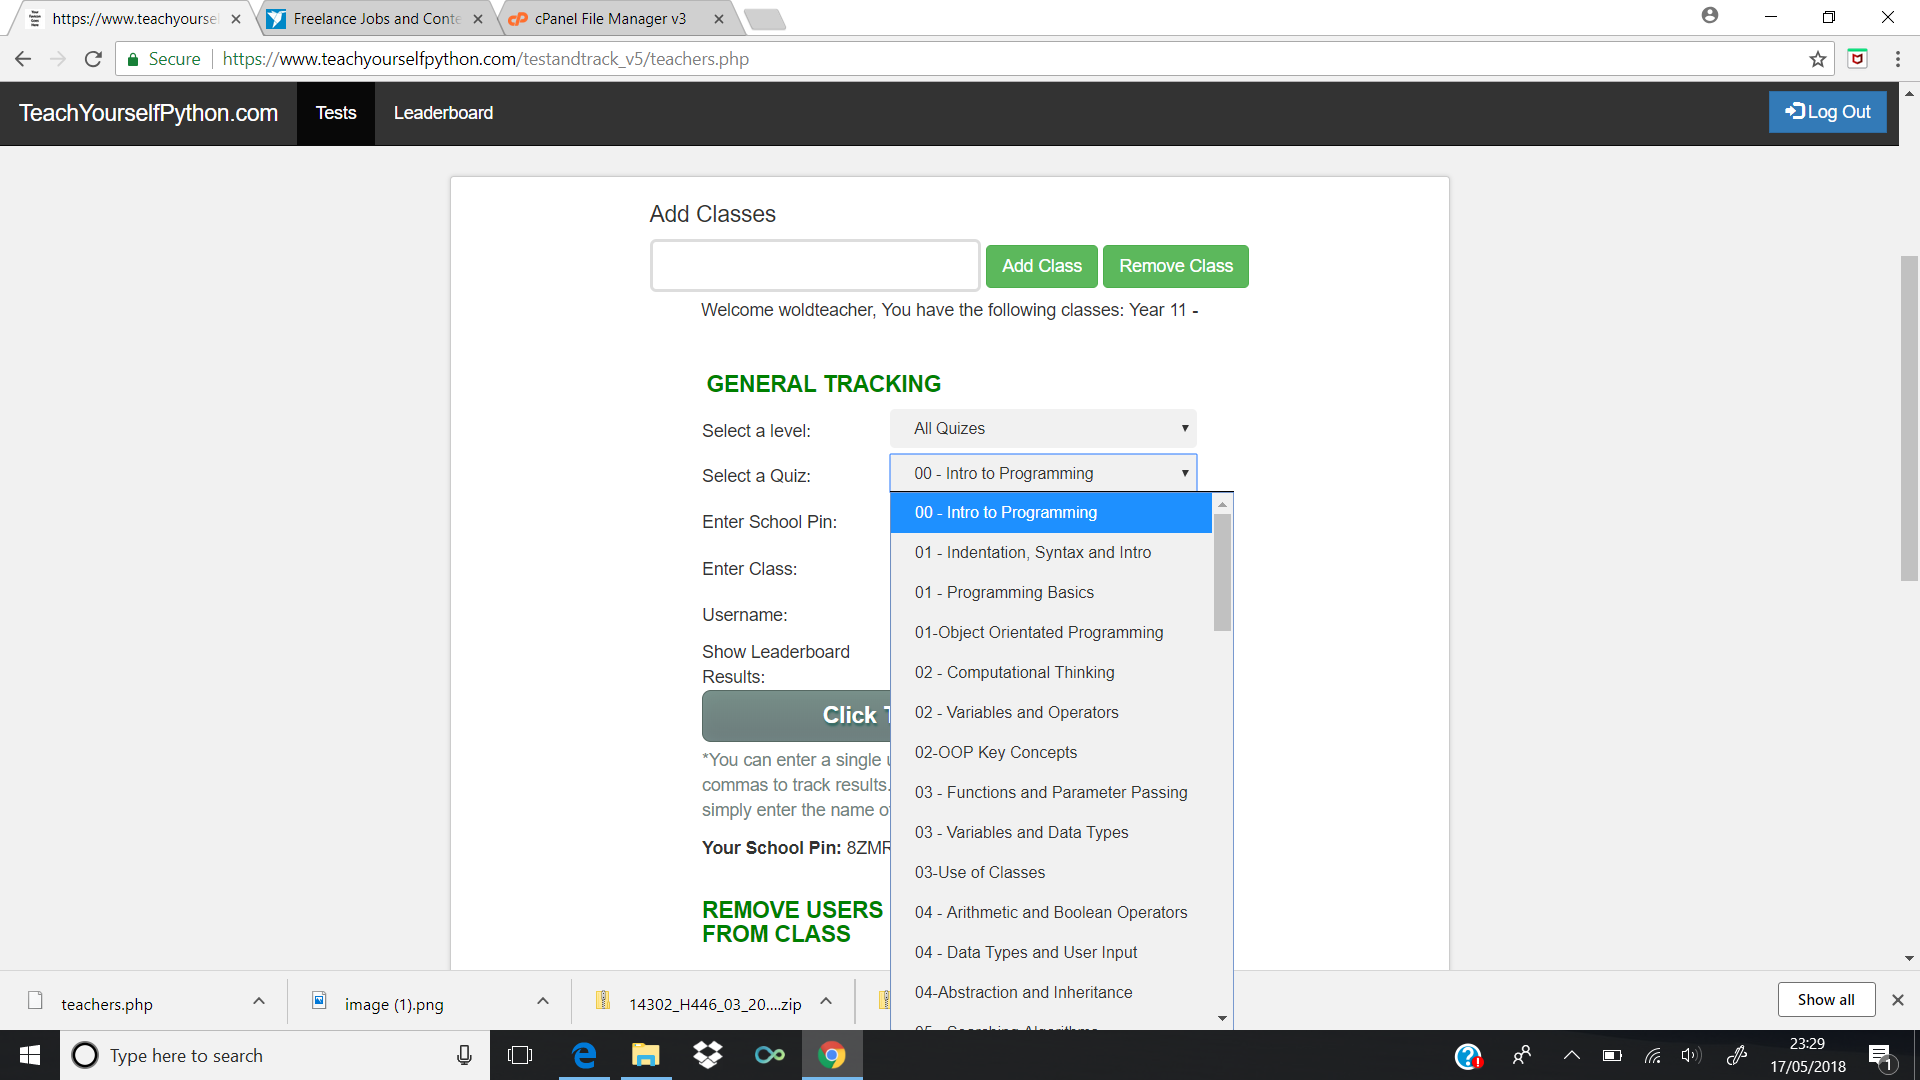 https://www.teachyourse
Freelance Jobs and Conte
cPanel File Manager v3
Secure
https://www.teachyourselfpython.com/testandtrack_v5/teachers.php
TeachYourselfPython.com
Tests
Leaderboard
Log Out
Add Classes
Add Class
Remove Class
Welcome woldteacher, You have the following classes: Year 11 -
GENERAL TRACKING
Select a level:
All Quizes
Select a Quiz:
00 - Intro to Programming
Enter School Pin:
Enter Class:
Username:
Show Leaderboard
Results:
Click
*You can enter a single
commas to track results.
simply enter the name
Your School Pin: 8ZMR
REMOVE USERS
FROM CLASS
00 - Intro to Programming
01 - Indentation, Syntax and Intro
01 - Programming Basics
01-Object Orientated Programming
02 - Computational Thinking
02 - Variables and Operators
02-OOP Key Concepts
03 - Functions and Parameter Passing
03 - Variables and Data Types
03-Use of Classes
04 - Arithmetic and Boolean Operators
04 - Data Types and User Input
04-Abstraction and Inheritance
05 - Searching Algorithms
teachers.php
image (1).png
14302_H446_03_20....zip
Show all
Type here to search
23:29
17/05/2018
1